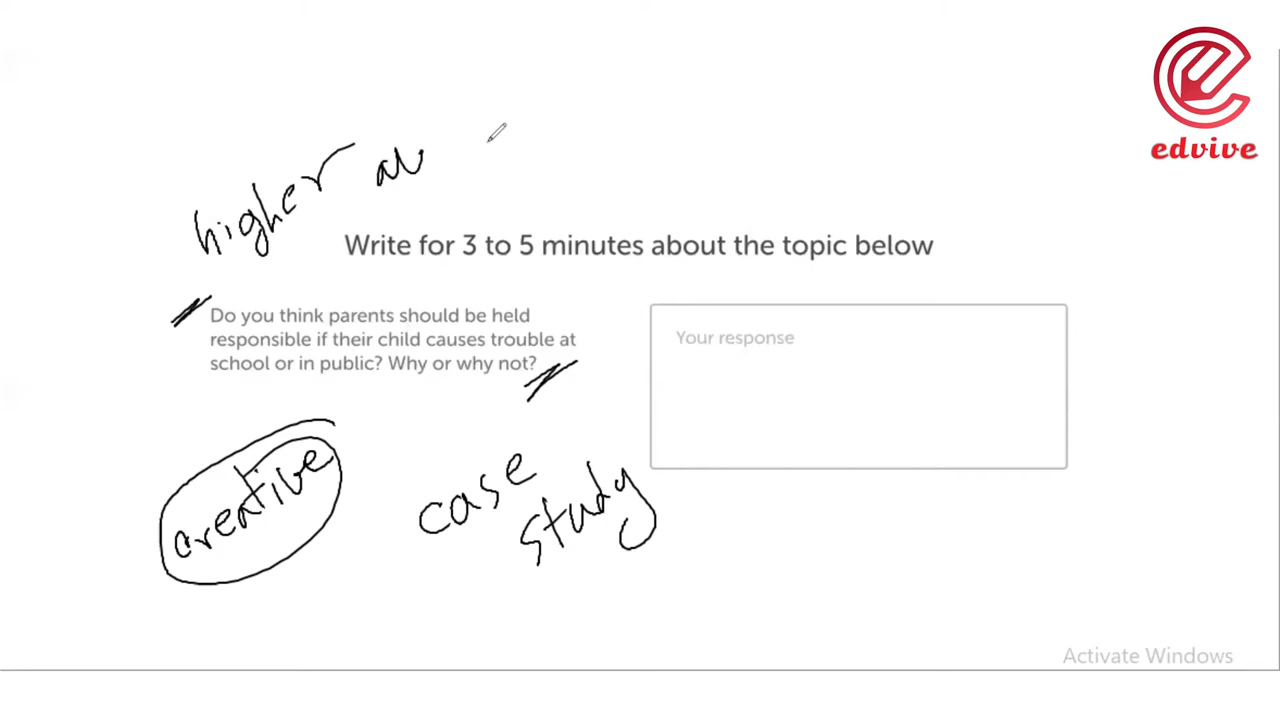 edvive
higher
Write for 3 to 5 minutes about the topic below
Do you think parents should be held
responsible if their child causes trouble at
school or in public? Why or why not?
Your response
creative
case
study
Activate Windows